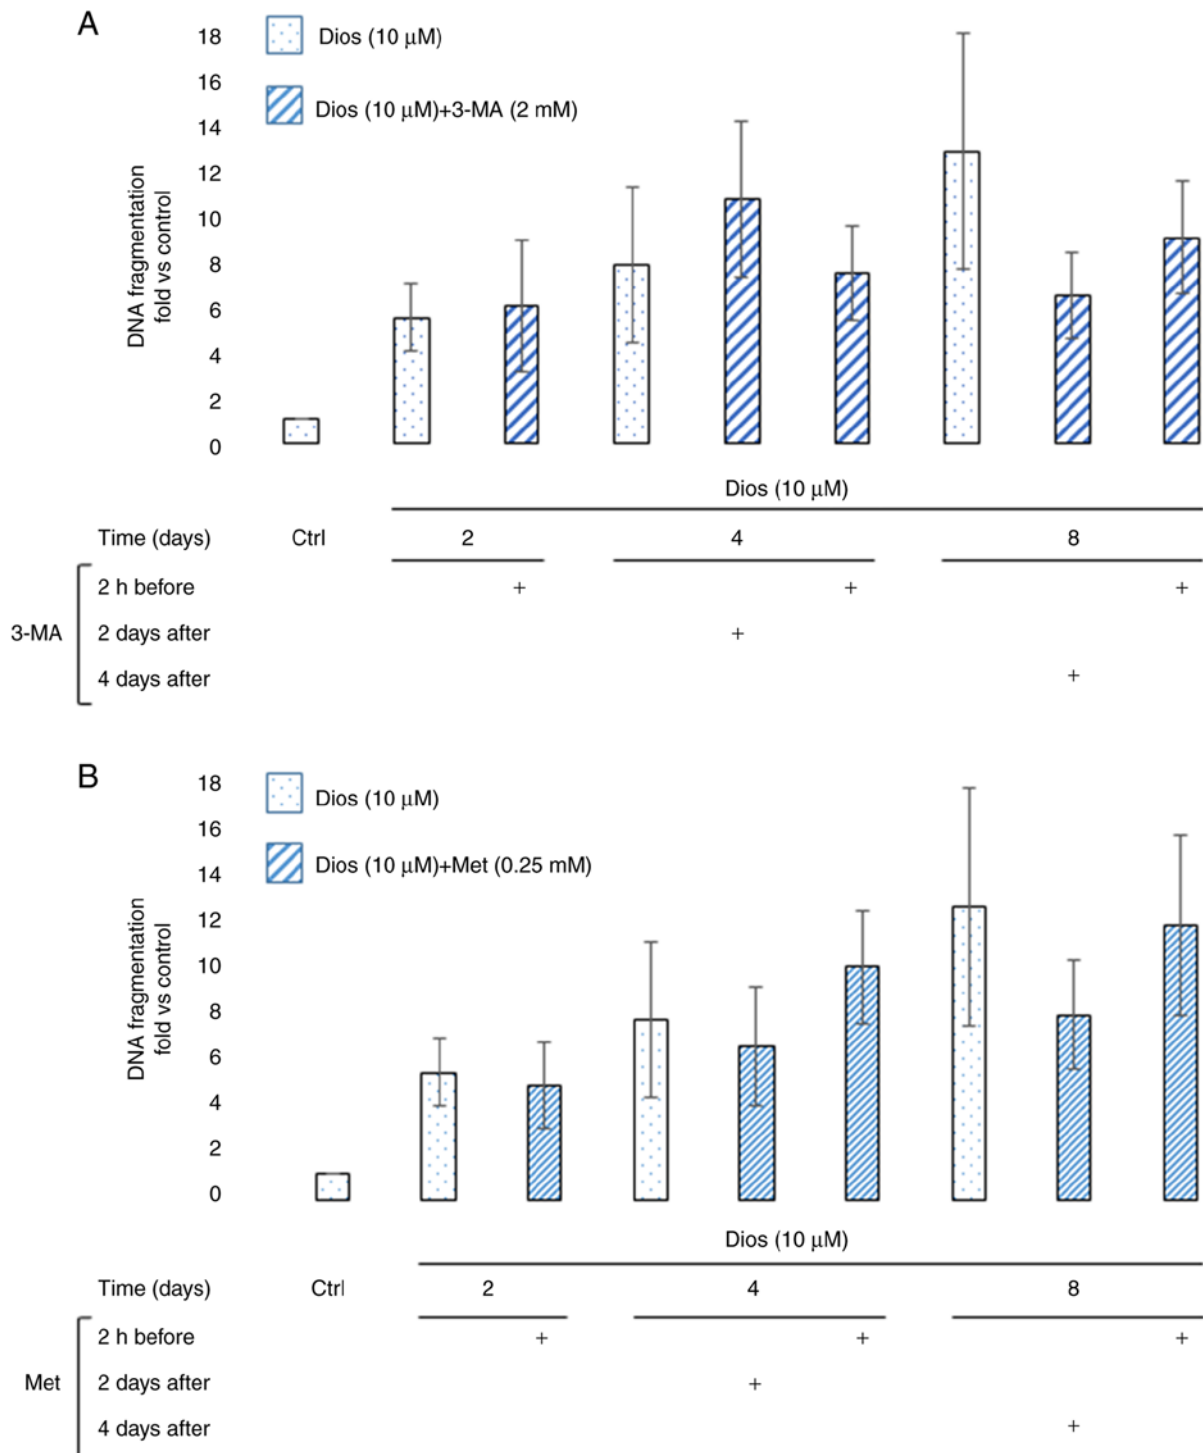 A
Dios (10 μM)
Dios (10 μM)+3-MA (2 mM)
DNA fragmentation
fold vs control
18
16
14
12
10
8
6
4
2
0
Dios (10 μM)
Time (days) Ctrl 2 4 8
3-MA
2 h before + + +
2 days after +
4 days after +
B
Dios (10 μM)
Dios (10 μM)+Met (0.25 mM)
DNA fragmentation
fold vs control
18
16
14
12
10
8
6
4
2
0
Dios (10 μM)
Time (days) Ctrl 2 4 8
Met
2 h before + + +
2 days after +
4 days after +